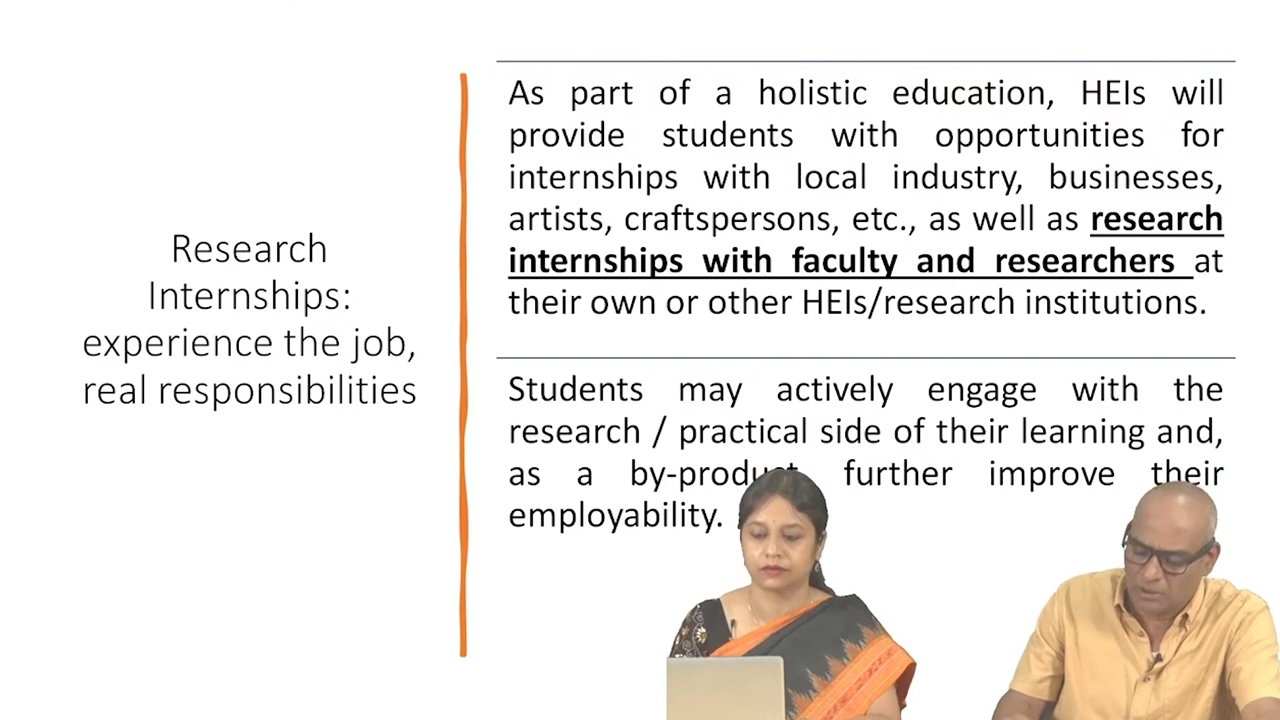 Research
Internships:
experience the job,
real responsibilities
As part of a holistic education, HEIs will
provide students with opportunities for
internships with local industry, businesses,
artists, craftspersons, etc., as well as research
internships with faculty and researchers at
their own or other HEIs/research institutions.
Students may actively engage with the
research / practical side of their learning and,
as a by-product, further improve their
employability.